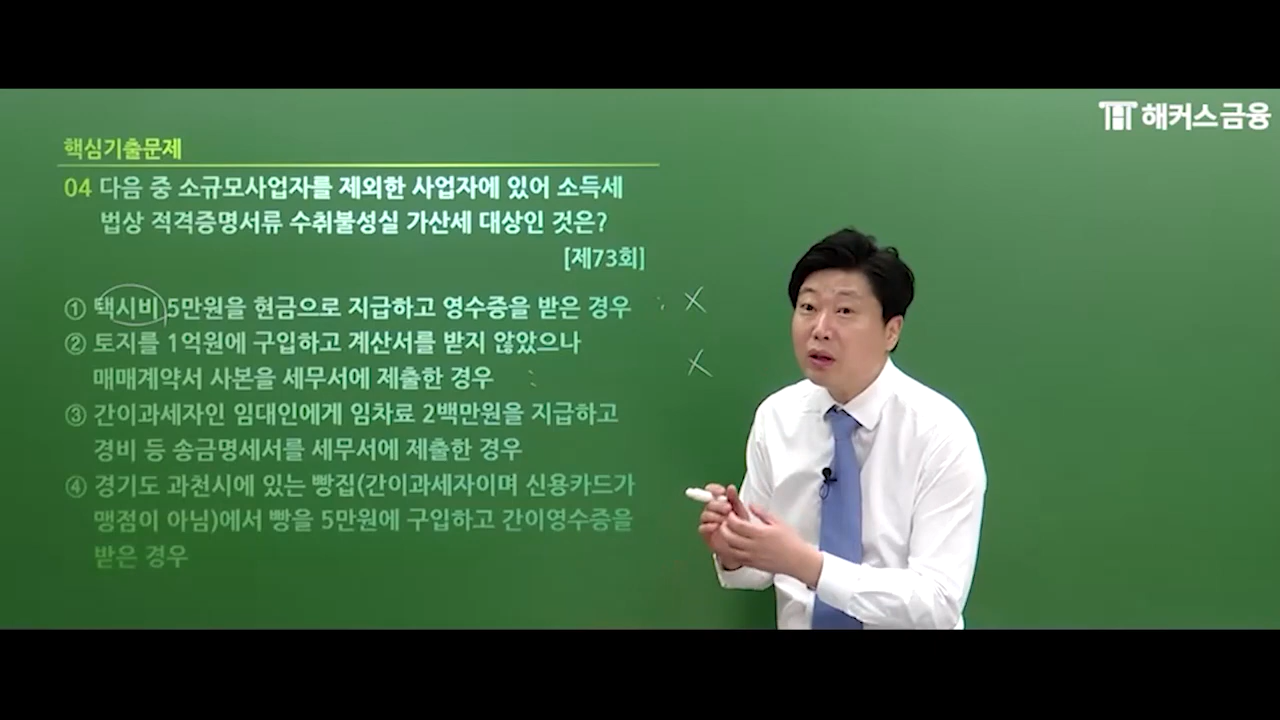 해커스금융
핵심기출문제
04 다음 중 소규모사업자를 제외한 사업자에 있어 소득세
법상 적격증명서류 수취불성실 가산세 대상인 것은?
[제73회]
① 택시비 5만원을 현금으로 지급하고 영수증을 받은 경우
② 토지를 1억원에 구입하고 계산서를 받지 않았으나
매매계약서 사본을 세무서에 제출한 경우
③ 간이과세자인 임대인에게 임차료 2백만원을 지급하고
경비 등 송금명세서를 세무서에 제출한 경우
④ 경기도 과천시에 있는 빵집(간이과세자이며 신용카드가
맹점이 아님)에서 빵을 5만원에 구입하고 간이영수증을
받은 경우